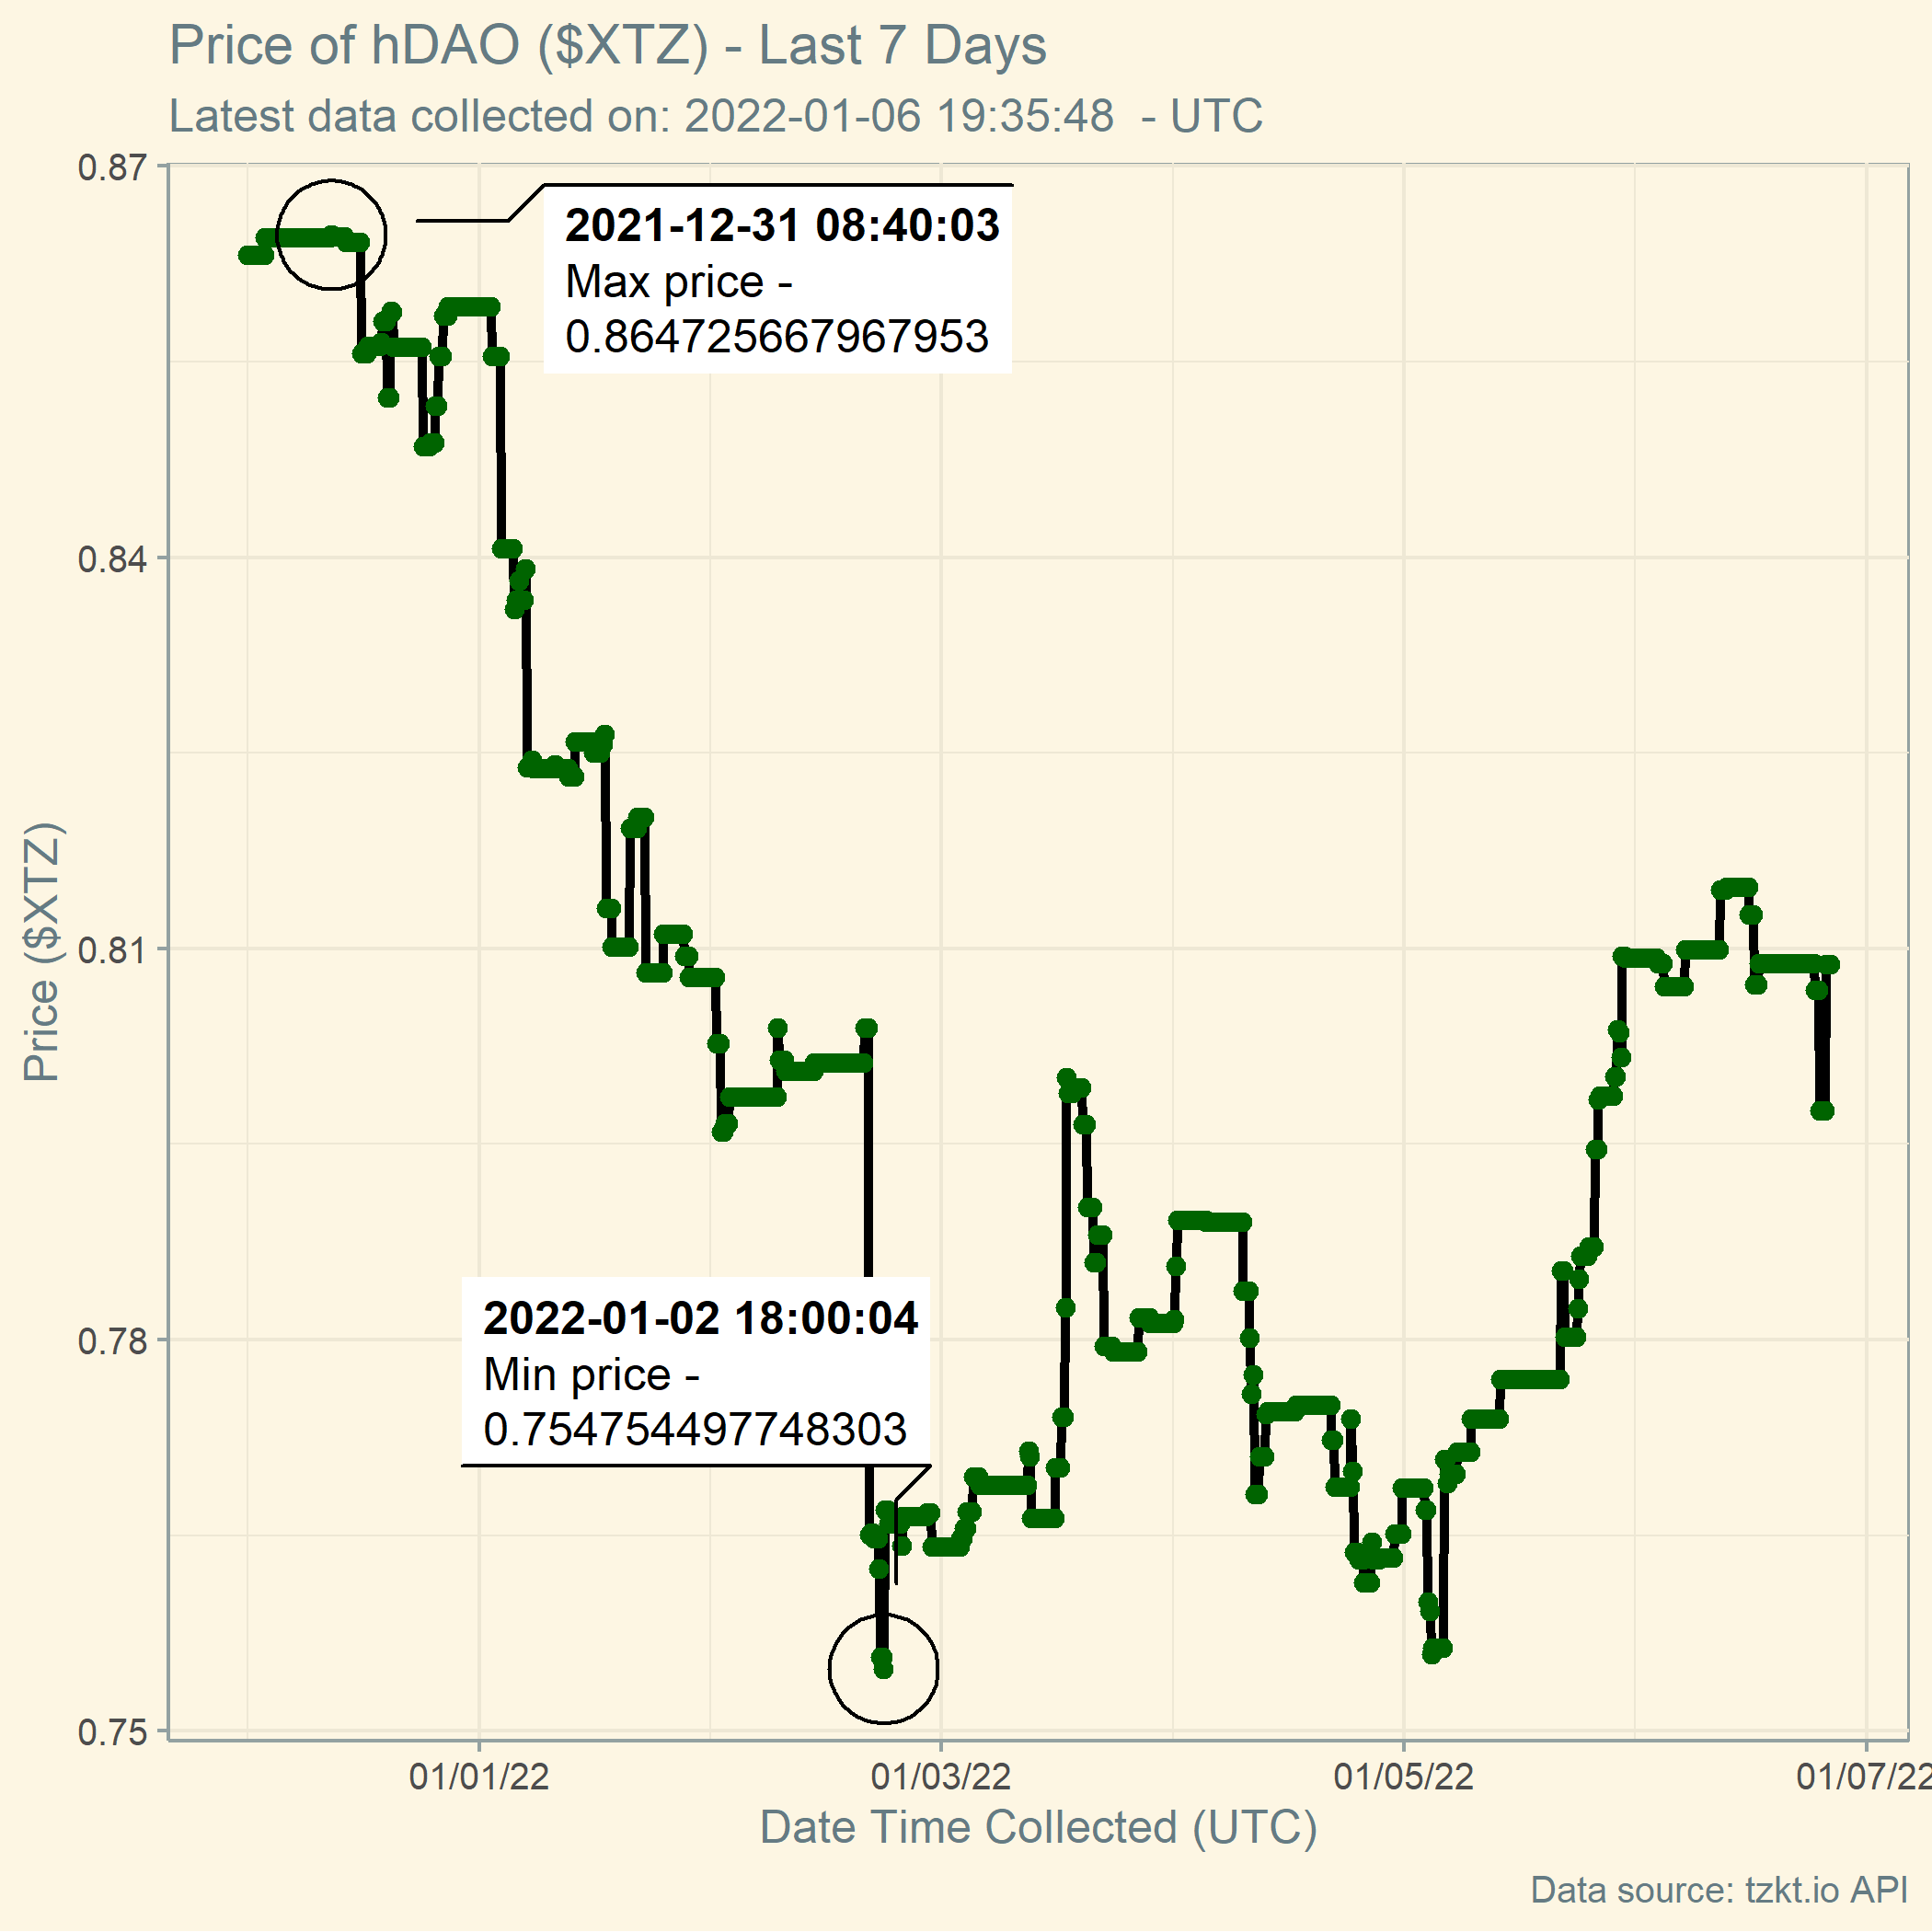 Price of hDAO ($XTZ) - Last 7 Days
Latest data collected on: 2022-01-06 19:35:48  - UTC
0.87
2021-12-31 08:40:03
Max price -
0.864725667967953
0.84
Price ($XTZ)
0.81
2022-01-02 18:00:04
0.78
Min price -
0.754754497748303
0.75
01/01/22
01/03/22
01/05/22
01/07/22
Date Time Collected (UTC)
Data source: tzkt.io API